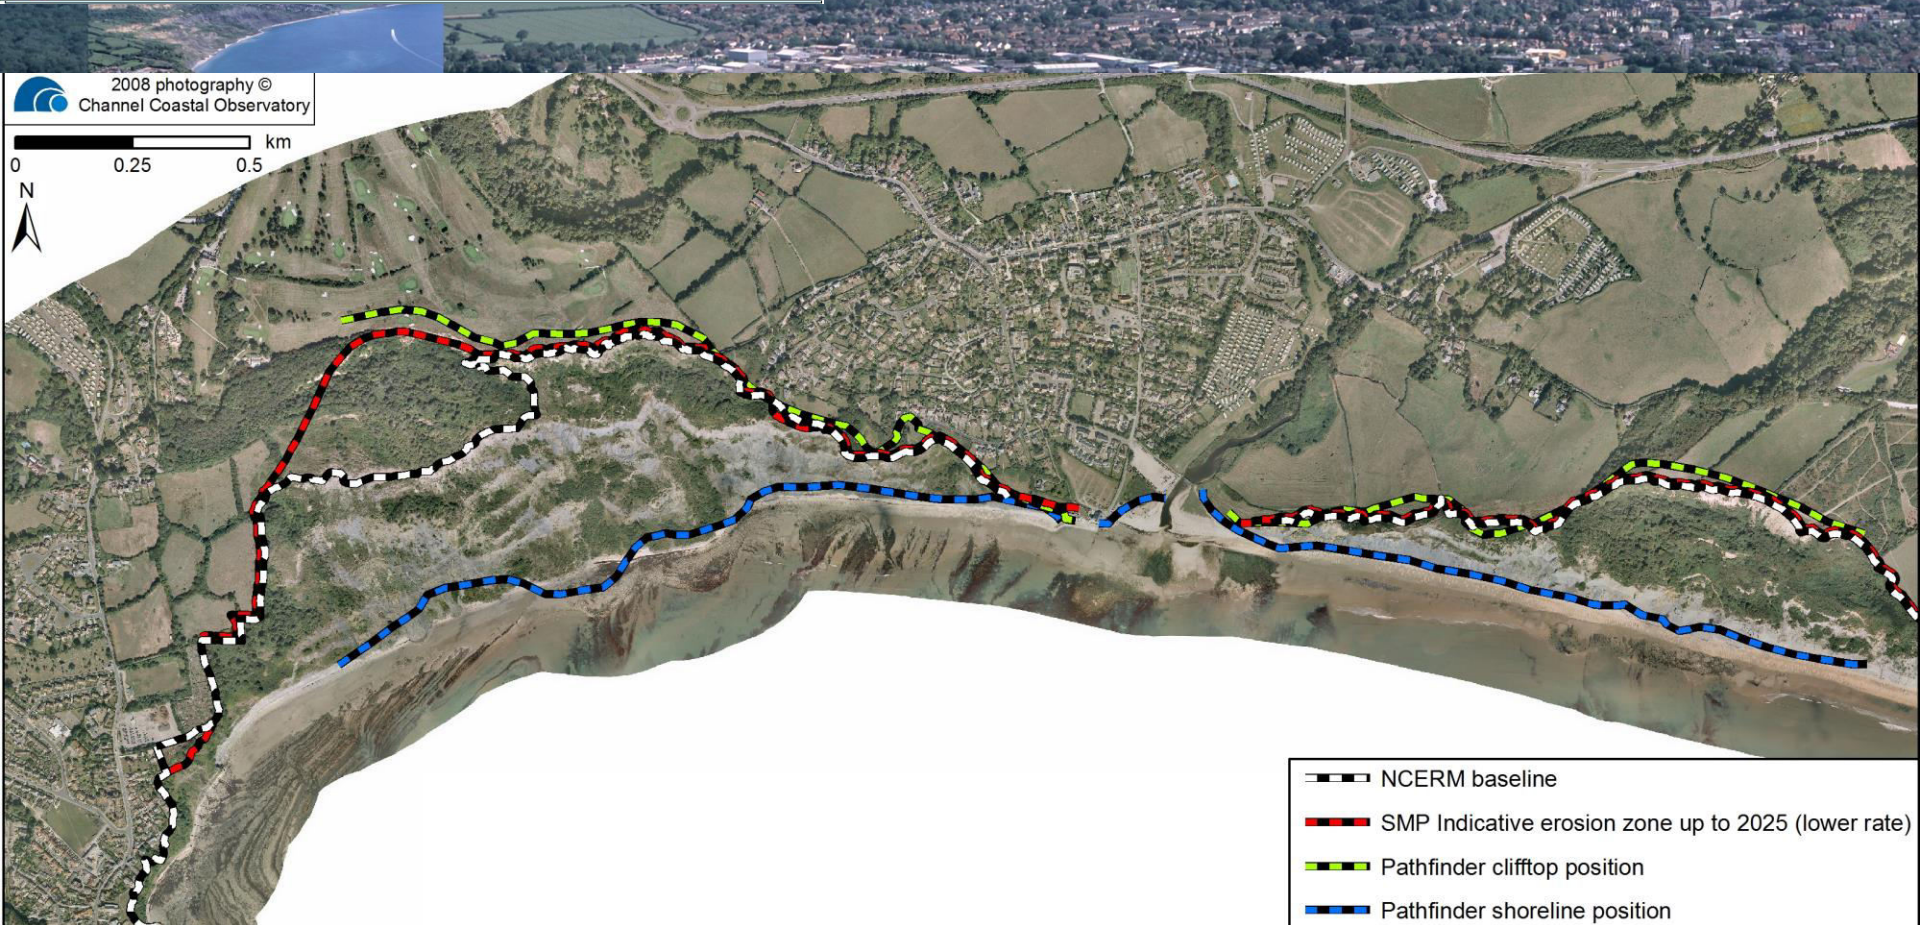 2008 photography ©
Channel Coastal Observatory
km
0 0.25 0.5
N
NCERM baseline
SMP Indicative erosion zone up to 2025 (lower rate)
Pathfinder clifftop position
Pathfinder shoreline position